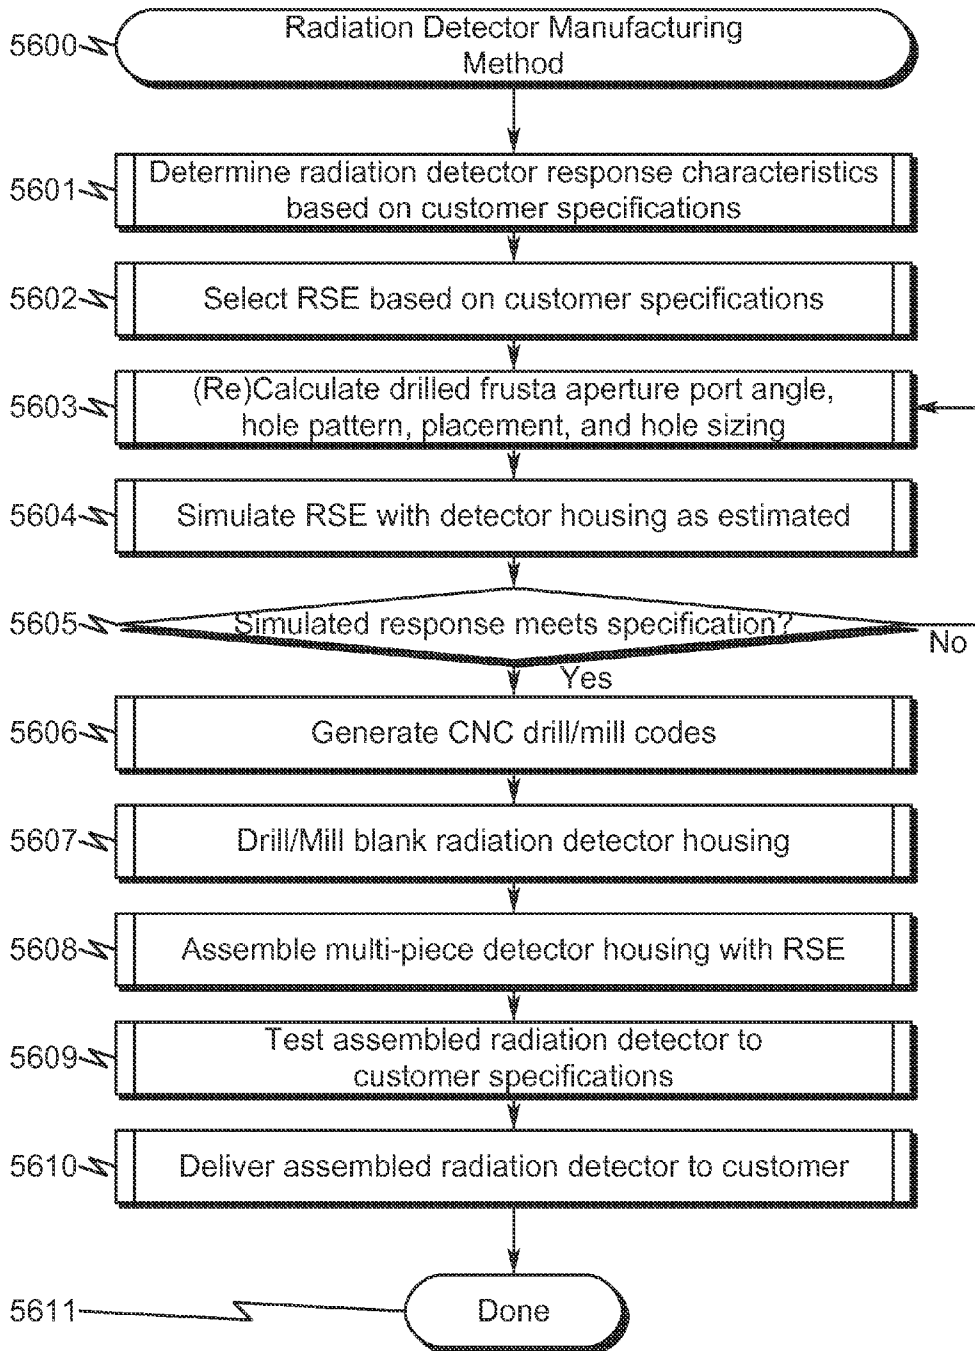 5600
Radiation Detector Manufacturing
Method
5601
Determine radiation detector response characteristics
based on customer specifications
5602
Select RSE based on customer specifications
5603
(Re)Calculate drilled frusta aperture port angle,
hole pattern, placement, and hole sizing
5604
Simulate RSE with detector housing as estimated
5605
Simulated response meets specification?
No
Yes
5606
Generate CNC drill/mill codes
5607
Drill/Mill blank radiation detector housing
5608
Assemble multi-piece detector housing with RSE
5609
Test assembled radiation detector to
customer specifications
5610
Deliver assembled radiation detector to customer
5611
Done